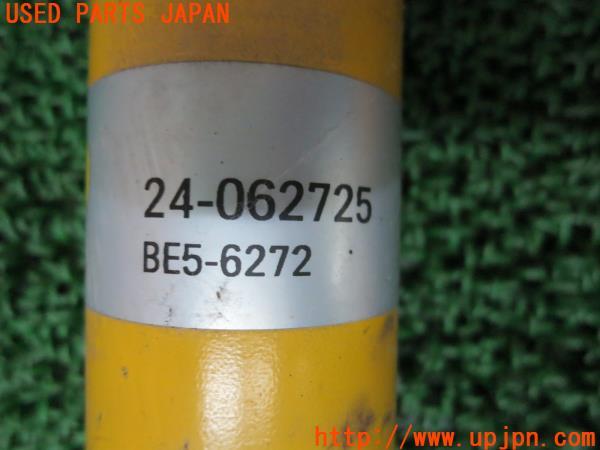 USED PARTS JAPAN
24-062725
BE5-6272
http://www.upjpn.com/